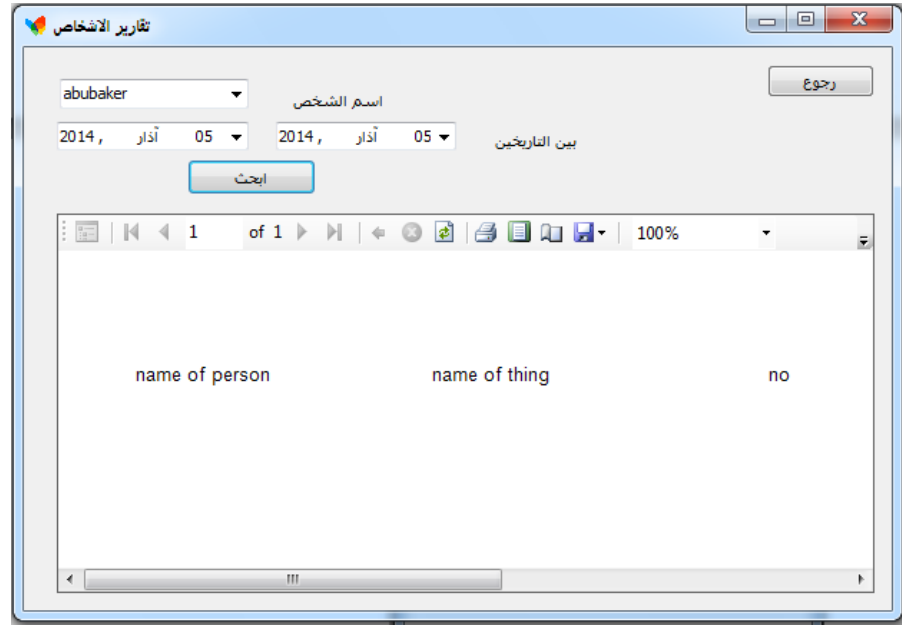 تقارير الاشخاص
رجوع
اسم الشخص
abubaker
بين التاريخين
05 آذار , 2014
05 آذار , 2014
ابحث
1 of 1 100%
name of person name of thing no